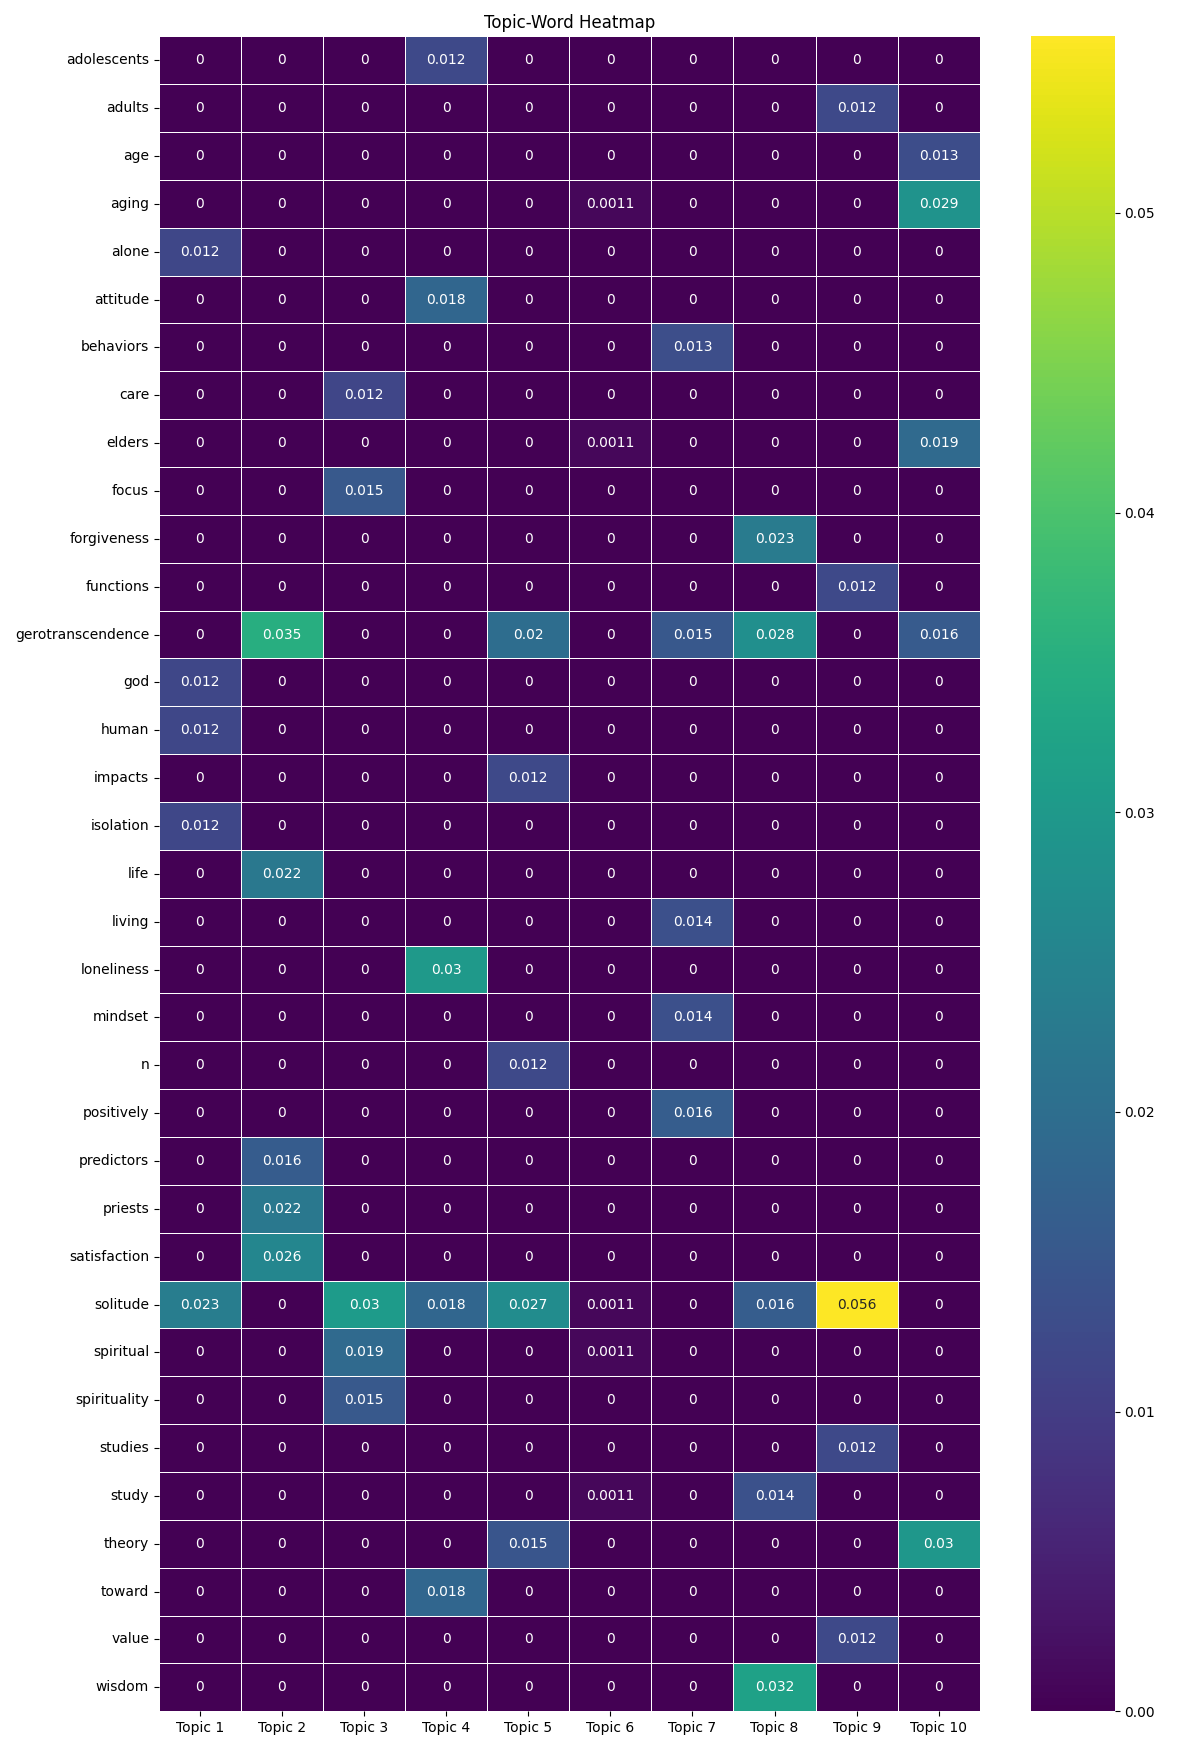 Topic-Word Heatmap
adolescents 0 0 0 0.012 0 0 0 0 0 0
adults 0 0 0 0 0 0 0 0 0.012 0
age 0 0 0 0 0 0 0 0 0 0.013
aging 0 0 0 0 0 0.0011 0 0 0 0.029
alone 0.012 0 0 0 0 0 0 0 0 0
attitude 0 0 0 0.018 0 0 0 0 0 0
behaviors 0 0 0 0 0 0 0.013 0 0 0
care 0 0 0.012 0 0 0 0 0 0 0
elders 0 0 0 0 0 0.0011 0 0 0 0.019
focus 0 0 0.015 0 0 0 0 0 0 0
forgiveness 0 0 0 0 0 0 0 0.023 0 0
functions 0 0 0 0 0 0 0 0 0.012 0
gerotranscendence 0 0.035 0 0 0.02 0 0.015 0.028 0 0.016
god 0.012 0 0 0 0 0 0 0 0 0
human 0.012 0 0 0 0 0 0 0 0 0
impacts 0 0 0 0 0.012 0 0 0 0 0
isolation 0.012 0 0 0 0 0 0 0 0 0
life 0 0.022 0 0 0 0 0 0 0 0
living 0 0 0 0 0 0 0.014 0 0 0
loneliness 0 0 0 0.03 0 0 0 0 0 0
mindset 0 0 0 0 0 0 0.014 0 0 0
n 0 0 0 0 0.012 0 0 0 0 0
positively 0 0 0 0 0 0 0.016 0 0 0
predictors 0 0.016 0 0 0 0 0 0 0 0
priests 0 0.022 0 0 0 0 0 0 0 0
satisfaction 0 0.026 0 0 0 0 0 0 0 0
solitude 0.023 0 0.03 0.018 0.027 0.0011 0 0.016 0.056 0
spiritual 0 0 0.019 0 0 0.0011 0 0 0 0
spirituality 0 0 0.015 0 0 0 0 0 0 0
studies 0 0 0 0 0 0 0 0 0.012 0
study 0 0 0 0 0 0.0011 0 0.014 0 0
theory 0 0 0 0 0.015 0 0 0 0 0.03
toward 0 0 0 0.018 0 0 0 0 0 0
value 0 0 0 0 0 0 0 0 0.012 0
wisdom 0 0 0 0 0 0 0 0.032 0 0
Topic 1 Topic 2 Topic 3 Topic 4 Topic 5 Topic 6 Topic 7 Topic 8 Topic 9 Topic 10
0.05
0.04
0.03
0.02
0.01
0.00